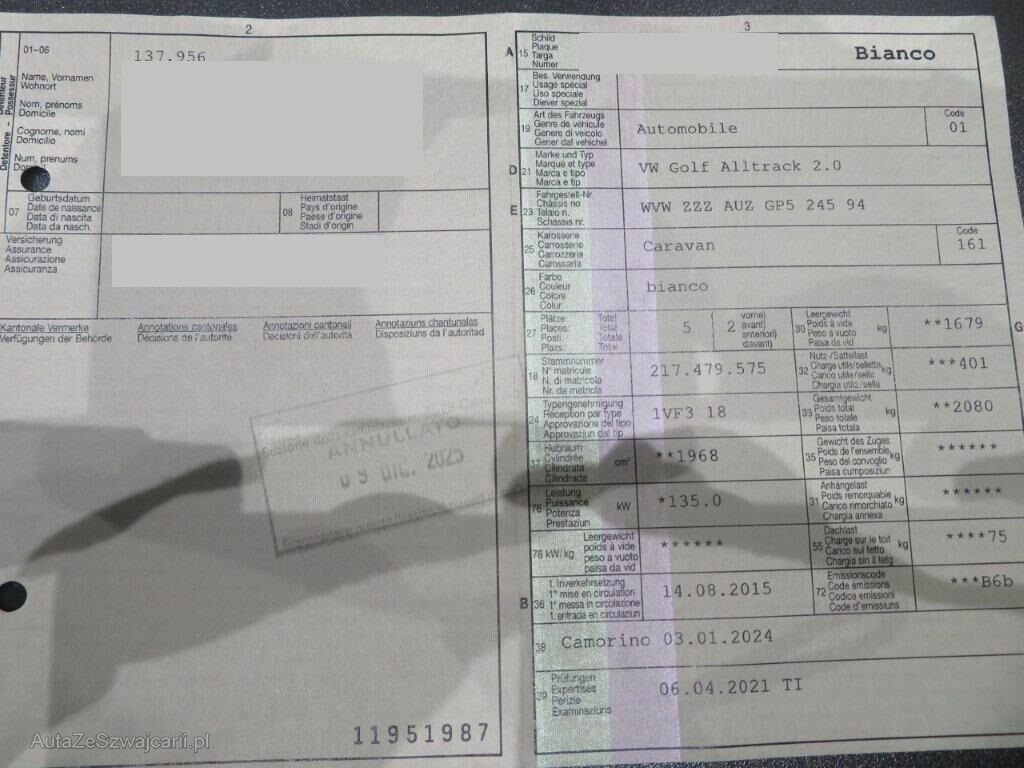 2
01-06
137.956
Detentore - Possessur
Name, Vornamen
Wohnort
Nom, prénoms
Domicile
Cognome, nomi
Domicilio
Num, prenums
07
Geburtsdatum
Date de naissance
Data di nascita
Data da nasch.
08
Heimatstaat
Pays d'origine
Paese d'origine
Stadi d'origin
Versicherung
Assurance
Assicurazione
Assicuranza
Kantonale Vermerke
Verfügungen der Behörde
Annotations cantonales
Décisions de l'autorité
Annotazioni cantonali
Decisioni dell'autorità
Annotaziuns chantunalas
Disposiziuns da l'autoritad
ANNULLATO
09 DIC. 2025
11951987
3
A
15
Schild
Plaque
Targa
Numer
Bianco
17
Bes. Verwendung
Usage spécial
Uso speciale
Diever spezial
19
Art des Fahrzeugs
Genre de véhicule
Genere di veicolo
Gener dal vehichel
Automobile
Code
01
D
21
Marke und Typ
Marque et type
Marca e tipo
Marca e tip
VW Golf Alltrack 2.0
E
23
Fahrgestell-Nr.
Châssis no
Telaio n.
Schassis nr.
WVW ZZZ AUZ GP5 245 94
25
Karosserie
Carrosserie
Carrozzeria
Carossaria
Caravan
Code
161
26
Farbe
Couleur
Colore
Colur
bianco
27
Plätze: Total
Places: Total
Posti: Totale
Plazs: Total
5
2
vorne)
avant)
anteriori)
davant)
30
Leergewicht
Poids à vide
Peso a vuoto
Paisa da vid
kg
**1679
G
18
Stammnummer
N° matricule
N. di matricola
Nr. da matricla
217.479.575
32
Nutz-/Sattellast
Charge utile/sellette
Carico utile/sella
Chargia utila/sella
kg
***401
24
Typengenehmigung
Réception par type
Approvazione del tipo
Approvaziun dal tip
1VF3 18
33
Gesamtgewicht
Poids total
Peso totale
Paisa totala
kg
**2080
37
Hubraum
Cylindrée
Cilindrata
Cilindrada
cm³
**1968
35
Gewicht des Zuges
Poids de l'ensemble
Peso del convoglio
Paisa cumposiziun
kg
******
76
Leistung
Puissance
Potenza
Prestaziun
kW
*135.0
31
Anhängelast
Poids remorquable
Carico rimorchiato
Chargia annexa
kg
******
78 kW/kg
Leergewicht
poids à vide
peso a vuoto
paisa da vid
******
55
Dachlast
Charge sur le toit
Carico sul tetto
Chargia sin il tetg
kg
****75
B
36
1. Inverkehrsetzung
1re mise en circulation
1a messa in circolazione
1. entrada en circulaziun
14.08.2015
72
Emissionscode
Code émissions
Codice emissioni
Code d'emissiuns
***B6b
38
Camorino 03.01.2024
39
Prüfungen
Expertises
Perizie
Examinaziuns
06.04.2021 TI
AutaZeSzwajcarii.pl